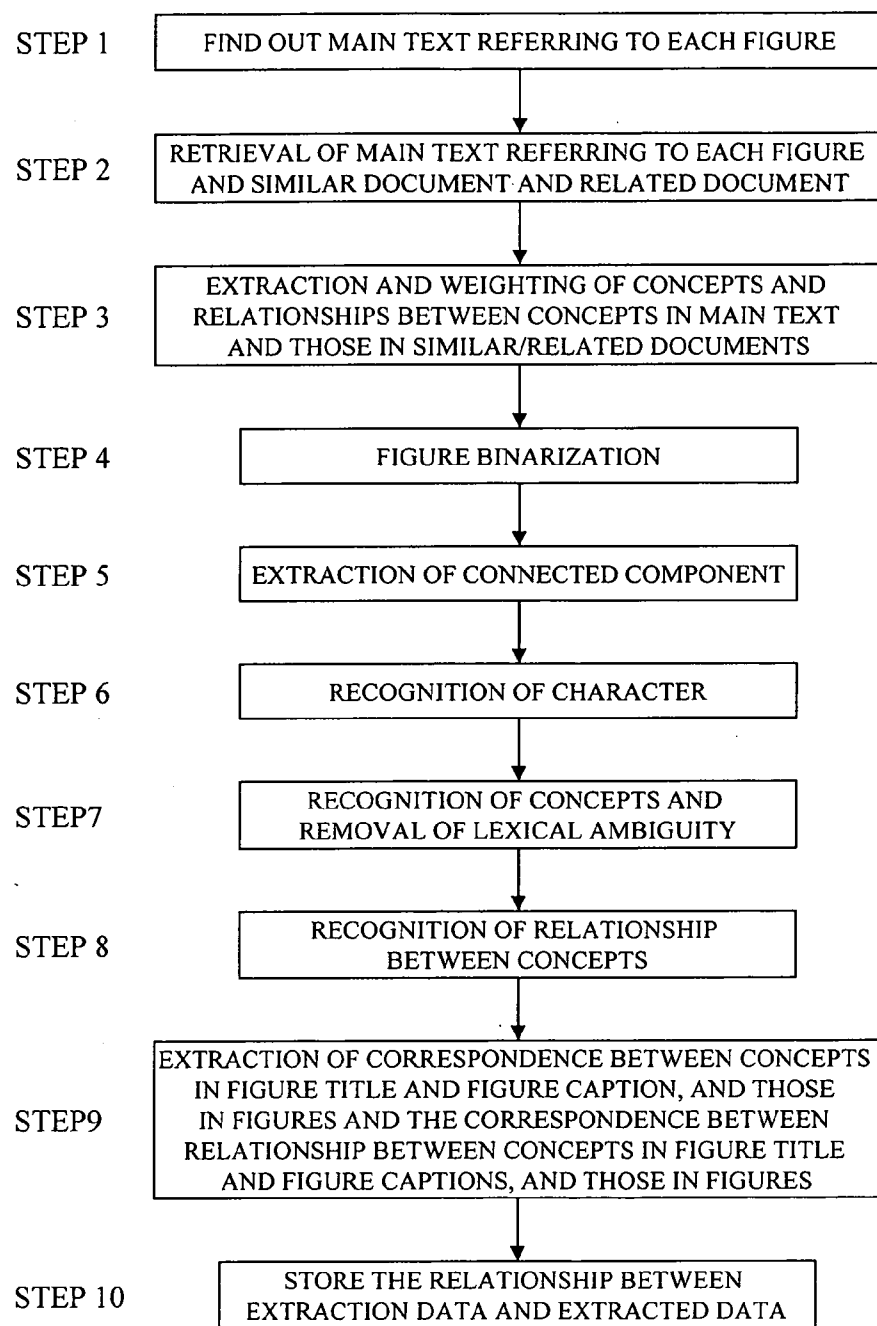 STEP 1
FIND OUT MAIN TEXT REFERRING TO EACH FIGURE
STEP 2
RETRIEVAL OF MAIN TEXT REFERRING TO EACH FIGURE
AND SIMILAR DOCUMENT AND RELATED DOCUMENT
STEP 3
EXTRACTION AND WEIGHTING OF CONCEPTS AND
RELATIONSHIPS BETWEEN CONCEPTS IN MAIN TEXT
AND THOSE IN SIMILAR/RELATED DOCUMENTS
STEP 4
FIGURE BINARIZATION
STEP 5
EXTRACTION OF CONNECTED COMPONENT
STEP 6
RECOGNITION OF CHARACTER
STEP7
RECOGNITION OF CONCEPTS AND
REMOVAL OF LEXICAL AMBIGUITY
STEP 8
RECOGNITION OF RELATIONSHIP
BETWEEN CONCEPTS
STEP9
EXTRACTION OF CORRESPONDENCE BETWEEN CONCEPTS
IN FIGURE TITLE AND FIGURE CAPTION, AND THOSE
IN FIGURES AND THE CORRESPONDENCE BETWEEN
RELATIONSHIP BETWEEN CONCEPTS IN FIGURE TITLE
AND FIGURE CAPTIONS, AND THOSE IN FIGURES
STEP 10
STORE THE RELATIONSHIP BETWEEN
EXTRACTION DATA AND EXTRACTED DATA